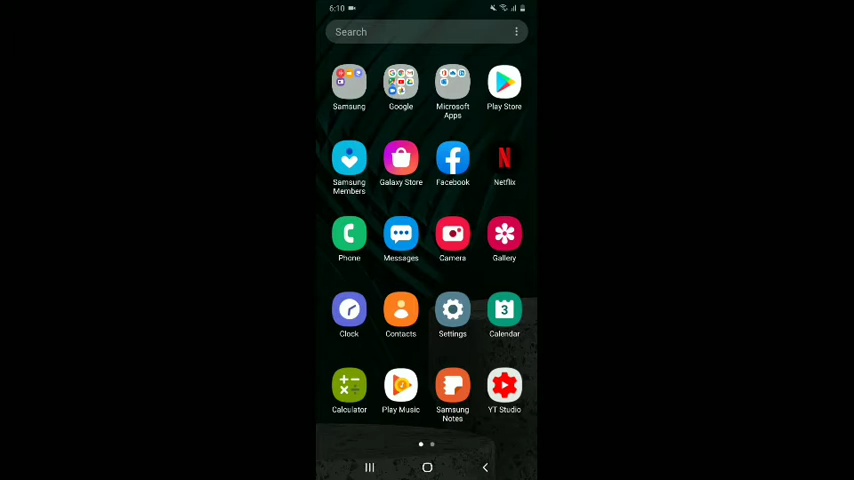 6:10
Search
Samsung
Google
Microsoft
Apps
Play Store
Samsung
Members
Galaxy Store
Facebook
Netflix
Phone
Messages
Camera
Gallery
Clock
Contacts
Settings
3
Calendar
Calculator
Play Music
Samsung
Notes
YT Studio